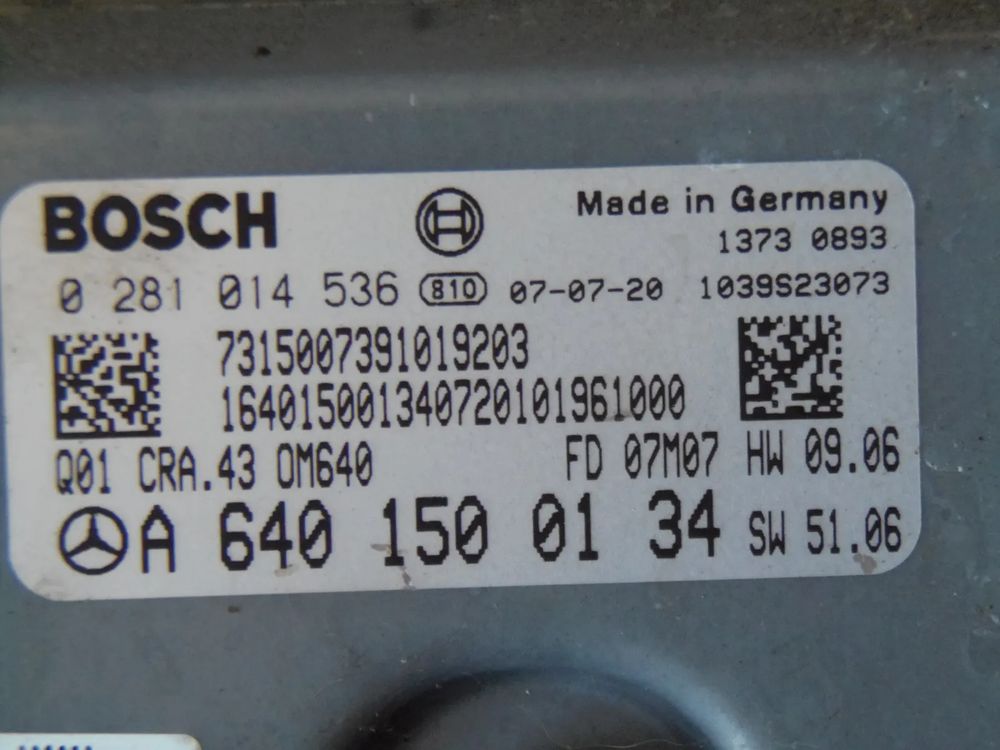 BOSCH
Made in Germany
1373 0893
0 281 014 536 810 07-07-20 1039S23073
7315007391019203
164015001340720101961000
Q01 CRA.43 OM640 FD 07M07 HW 09.06
A 640 150 01 34 SW 51.06